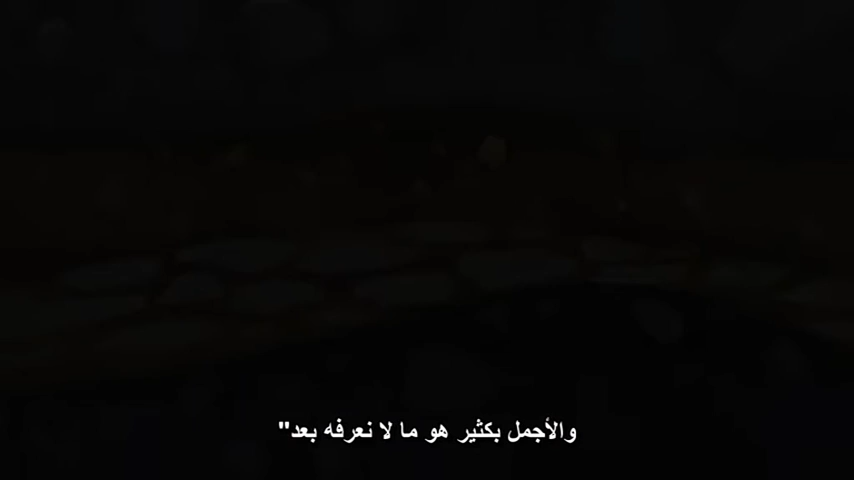 والأجمل بكثير هو ما لا نعرفه بعد"